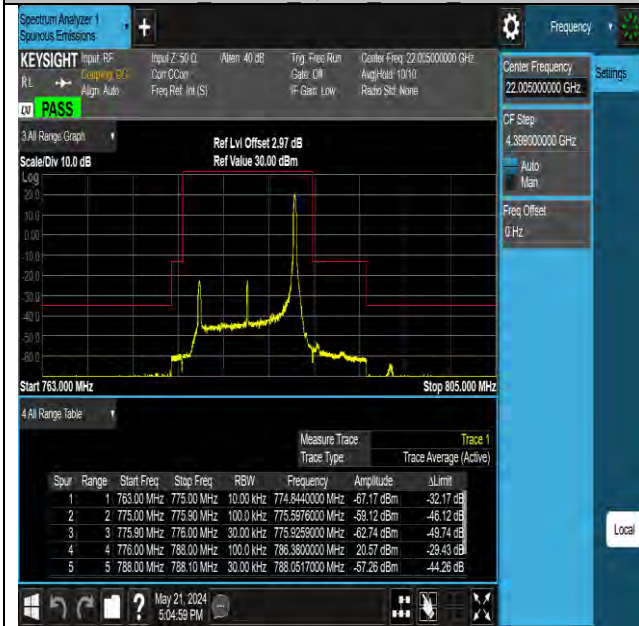 Spectrum Analyzer 1
Spurious Emissions
Frequency
KEYSIGHT Input: RF Input Z: 50 Ω Atten: 40 dB Trig: Free Run Center Freq: 22.005000000 GHz
RL Coupling: DC Corr CCorr Gate: Off Avg|Hold: 10/10
Align: Auto Freq Ref: Int (S) IF Gain: Low Radio Std: None
LXI PASS
Center Frequency
22.005000000 GHz
Settings
CF Step
4.399000000 GHz
Auto
Man
Freq Offset
0 Hz
3 All Range Graph
Ref Lvl Offset 2.97 dB
Scale/Div 10.0 dB Ref Value 30.00 dBm
Log
20.0
10.0
0.00
-10.0
-20.0
-30.0
-40.0
-50.0
-60.0
Start 763.000 MHz Stop 805.000 MHz
4 All Range Table
Measure Trace Trace 1
Trace Type Trace Average (Active)
Spur Range Start Freq Stop Freq RBW Frequency Amplitude ΔLimit
1 1 763.00 MHz 775.00 MHz 10.00 kHz 774.8440000 MHz -67.17 dBm -32.17 dB
2 2 775.00 MHz 775.90 MHz 100.0 kHz 775.5976000 MHz -59.12 dBm -46.12 dB
3 3 775.90 MHz 776.00 MHz 30.00 kHz 775.9259000 MHz -62.74 dBm -49.74 dB
4 4 776.00 MHz 788.00 MHz 100.0 kHz 786.3800000 MHz 20.57 dBm -29.43 dB
5 5 788.00 MHz 788.10 MHz 30.00 kHz 788.0517000 MHz -57.26 dBm -44.26 dB
Local
?
May 21, 2024
5:04:59 PM